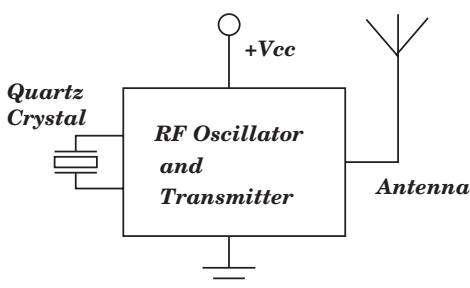 +Vcc
Quartz
Crystal
RF Oscillator
and
Transmitter
Antenna